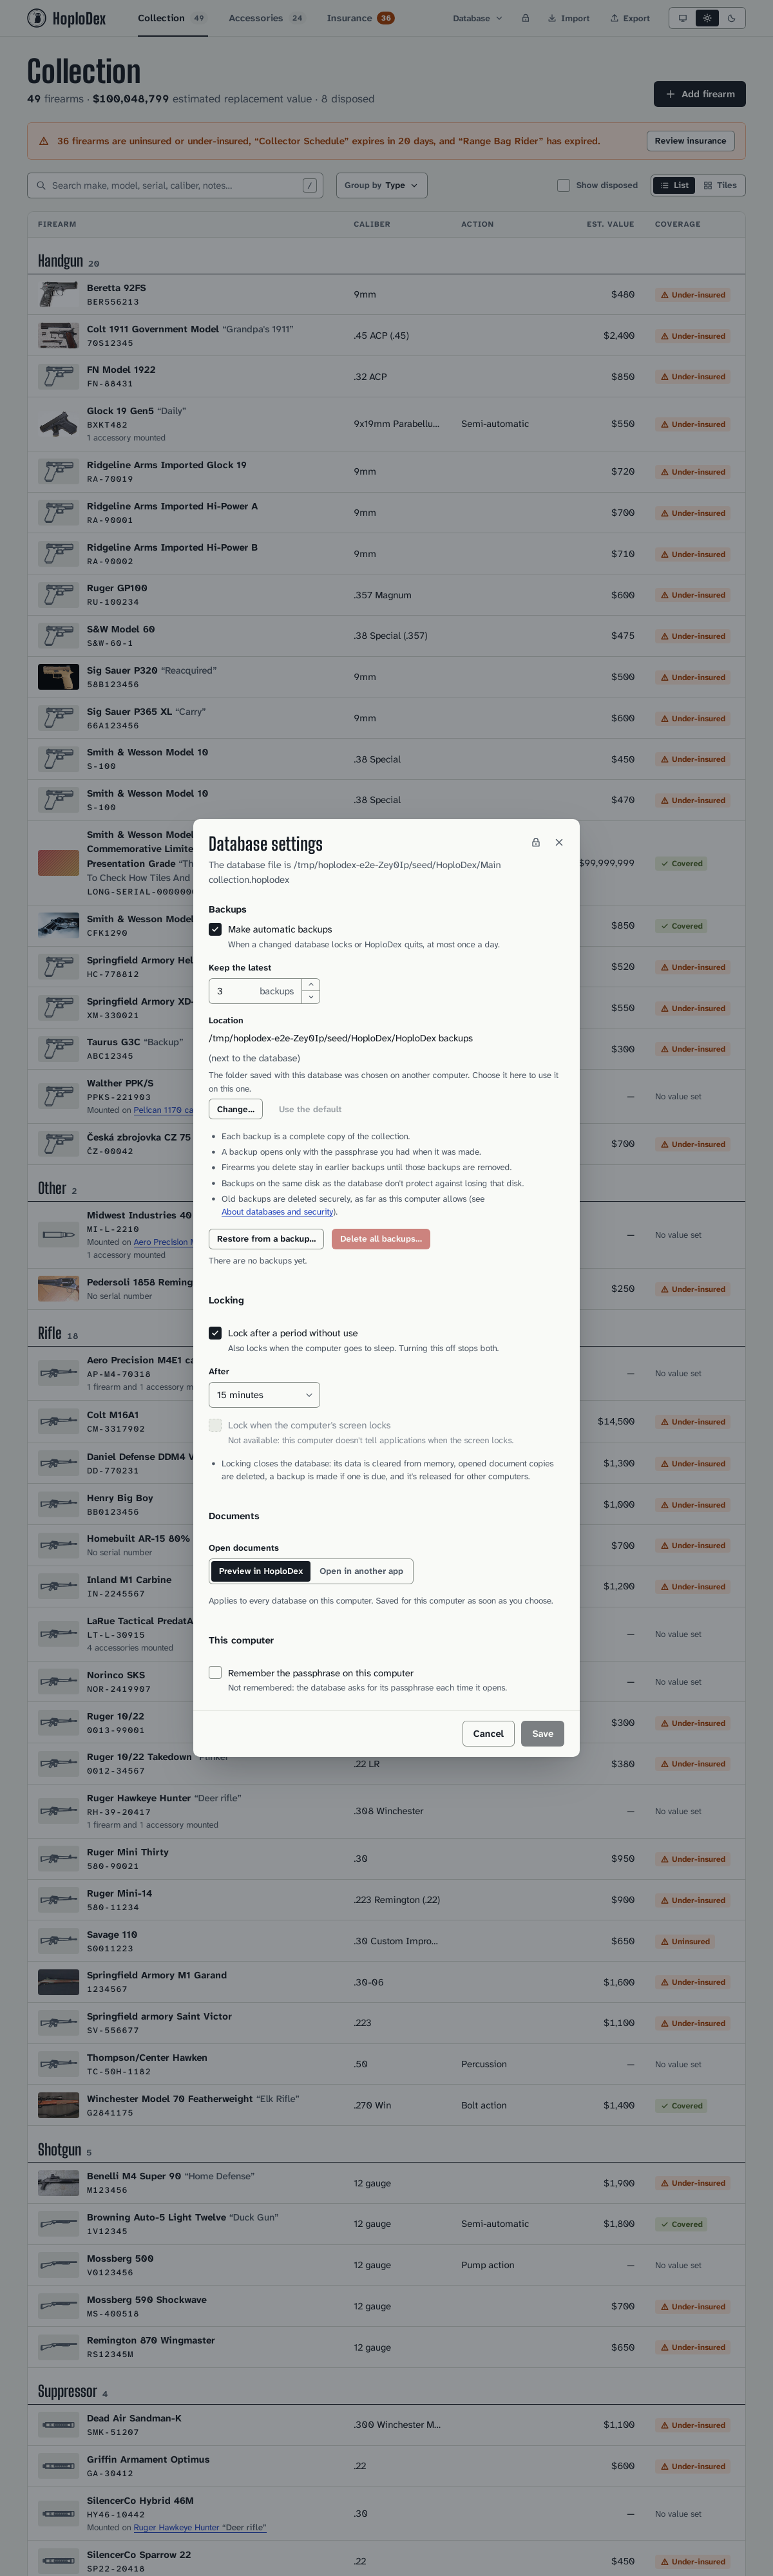 HoploDex
Collection 49
Accessories 24
Insurance 36
Database
Import
Export
Collection
49 firearms · $100,048,799 estimated replacement value · 8 disposed
Add firearm
36 firearms are uninsured or under-insured, “Collector Schedule” expires in 20 days, and “Range Bag Rider” has expired.
Review insurance
Search make, model, serial, caliber, notes…
/
Group by Type
Show disposed
List
Tiles
FIREARM CALIBER ACTION EST. VALUE COVERAGE
Handgun 20
Beretta 92FS
BER556213
9mm $480 Under-insured
Colt 1911 Government Model “Grandpa's 1911”
70S12345
.45 ACP (.45) $2,400 Under-insured
FN Model 1922
FN-88431
.32 ACP $850 Under-insured
Glock 19 Gen5 “Daily”
BXKT482
1 accessory mounted
9x19mm Parabellu… Semi-automatic $550 Under-insured
Ridgeline Arms Imported Glock 19
RA-70019
9mm $720 Under-insured
Ridgeline Arms Imported Hi-Power A
RA-90001
9mm $700 Under-insured
Ridgeline Arms Imported Hi-Power B
RA-90002
9mm $710 Under-insured
Ruger GP100
RU-100234
.357 Magnum $600 Under-insured
S&W Model 60
S&W-60-1
.38 Special (.357) $475 Under-insured
Sig Sauer P320 “Reacquired”
58B123456
9mm $500 Under-insured
Sig Sauer P365 XL “Carry”
66A123456
9mm $600 Under-insured
Smith & Wesson Model 10
S-100
.38 Special $450 Under-insured
Smith & Wesson Model 10
S-100
.38 Special $470 Under-insured
Smith & Wesson Model
Commemorative Limite
Presentation Grade “Th
To Check How Tiles And
LONG-SERIAL-0000000
$99,999,999 Covered
Smith & Wesson Model
CFK1290
$850 Covered
Springfield Armory Hel
HC-778812
$520 Under-insured
Springfield Armory XD-
XM-330021
$550 Under-insured
Taurus G3C “Backup”
ABC12345
$300 Under-insured
Walther PPK/S
PPKS-221903
Mounted on Pelican 1170 ca
— No value set
Česká zbrojovka CZ 75
ČZ-00042
$700 Under-insured
Other 2
Midwest Industries 40
MI-L-2210
Mounted on Aero Precision
1 accessory mounted
— No value set
Pedersoli 1858 Reming
No serial number
$250 Under-insured
Rifle 18
Aero Precision M4E1 ca
AP-M4-70318
1 firearm and 1 accessory m
— No value set
Colt M16A1
CM-3317902
$14,500 Under-insured
Daniel Defense DDM4 V
DD-770231
$1,300 Under-insured
Henry Big Boy
BB0123456
$1,000 Under-insured
Homebuilt AR-15 80%
No serial number
$700 Under-insured
Inland M1 Carbine
IN-2245567
$1,200 Under-insured
LaRue Tactical PredatA
LT-L-30915
4 accessories mounted
— No value set
Norinco SKS
NOR-2419907
— No value set
Ruger 10/22
0013-99001
$300 Under-insured
Ruger 10/22 Takedown “Plinker”
0012-34567
.22 LR $380 Under-insured
Ruger Hawkeye Hunter “Deer rifle”
RH-39-20417
1 firearm and 1 accessory mounted
.308 Winchester — No value set
Ruger Mini Thirty
580-90021
.30 $950 Under-insured
Ruger Mini-14
580-11234
.223 Remington (.22) $900 Under-insured
Savage 110
S0011223
.30 Custom Impro… $650 Uninsured
Springfield Armory M1 Garand
1234567
.30-06 $1,600 Under-insured
Springfield armory Saint Victor
SV-556677
.223 $1,100 Under-insured
Thompson/Center Hawken
TC-50H-1182
.50 Percussion — No value set
Winchester Model 70 Featherweight “Elk Rifle”
G2841175
.270 Win Bolt action $1,400 Covered
Shotgun 5
Benelli M4 Super 90 “Home Defense”
M123456
12 gauge $1,900 Under-insured
Browning Auto-5 Light Twelve “Duck Gun”
1V12345
12 gauge Semi-automatic $1,800 Covered
Mossberg 500
V0123456
12 gauge Pump action — No value set
Mossberg 590 Shockwave
MS-400518
12 gauge $700 Under-insured
Remington 870 Wingmaster
RS12345M
12 gauge $650 Under-insured
Suppressor 4
Dead Air Sandman-K
SMK-51207
.300 Winchester M… $1,100 Under-insured
Griffin Armament Optimus
GA-30412
.22 $600 Under-insured
SilencerCo Hybrid 46M
HY46-10442
Mounted on Ruger Hawkeye Hunter “Deer rifle”
.30 — No value set
SilencerCo Sparrow 22
SP22-20418
.22 $450 Under-insured
Database settings
The database file is /tmp/hoplodex-e2e-Zey0Ip/seed/HoploDex/Main
collection.hoplodex
Backups
Make automatic backups
When a changed database locks or HoploDex quits, at most once a day.
Keep the latest
3 backups
Location
/tmp/hoplodex-e2e-Zey0Ip/seed/HoploDex/HoploDex backups
(next to the database)
The folder saved with this database was chosen on another computer. Choose it here to use it
on this one.
Change…
Use the default
• Each backup is a complete copy of the collection.
• A backup opens only with the passphrase you had when it was made.
• Firearms you delete stay in earlier backups until those backups are removed.
• Backups on the same disk as the database don't protect against losing that disk.
• Old backups are deleted securely, as far as this computer allows (see
About databases and security).
Restore from a backup…
Delete all backups…
There are no backups yet.
Locking
Lock after a period without use
Also locks when the computer goes to sleep. Turning this off stops both.
After
15 minutes
Lock when the computer's screen locks
Not available: this computer doesn't tell applications when the screen locks.
• Locking closes the database: its data is cleared from memory, opened document copies
are deleted, a backup is made if one is due, and it's released for other computers.
Documents
Open documents
Preview in HoploDex
Open in another app
Applies to every database on this computer. Saved for this computer as soon as you choose.
This computer
Remember the passphrase on this computer
Not remembered: the database asks for its passphrase each time it opens.
Cancel
Save